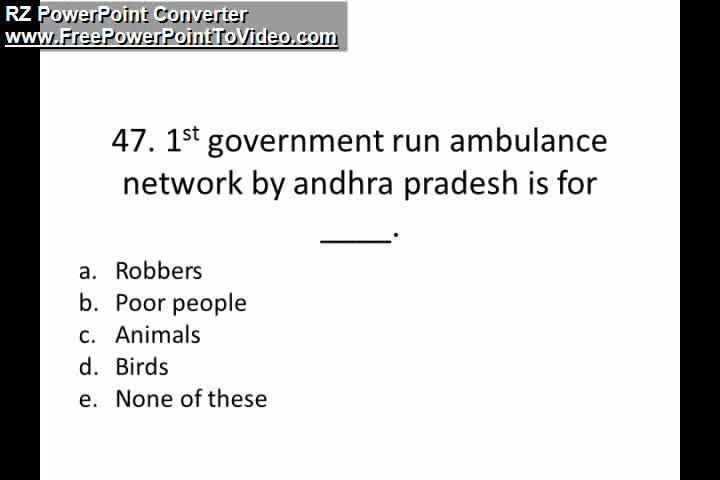 RZ PowerPoint Converter
www.FreePowerPointToVideo.com
47. 1st government run ambulance
network by andhra pradesh is for
_____.
a. Robbers
b. Poor people
c. Animals
d. Birds
e. None of these